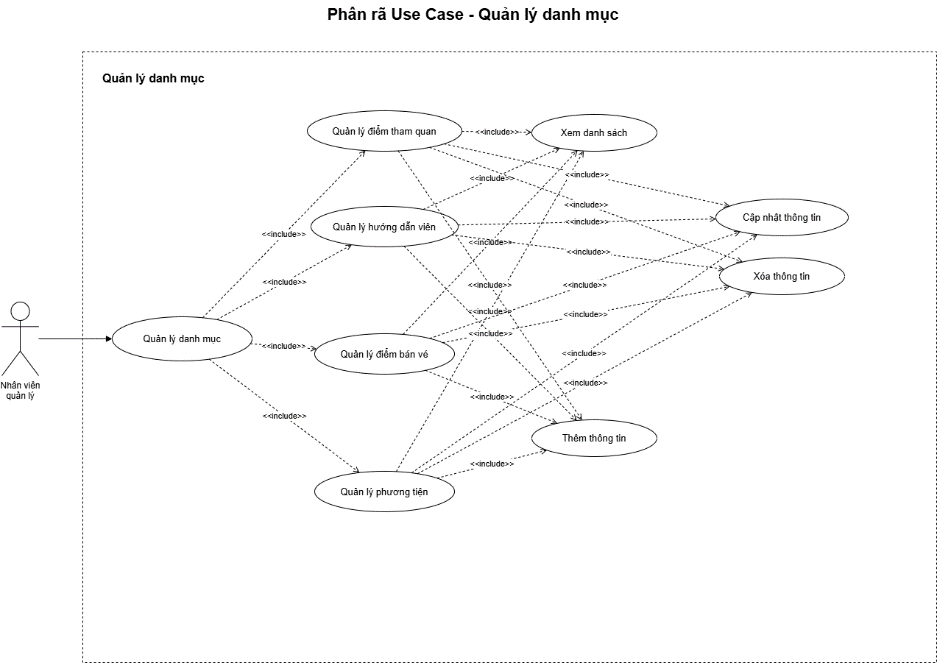 Phân rã Use Case - Quản lý danh mục
Quản lý danh mục
Quản lý điểm tham quan
<<include>>
Xem danh sách
<<include>>
<<include>>
<<include>>
Cập nhật thông tin
Quản lý hướng dẫn viên
<<include>>
<<include>>
<<include>>
<<include>>
Xóa thông tin
<<include>>
<<include>>
<<include>>
<<include>>
<<include>>
<<include>>
Quản lý danh mục
<<include>>
Quản lý điểm bán vé
<<include>>
Nhân viên
quản lý
<<include>>
<<include>>
<<include>>
Thêm thông tin
<<include>>
Quản lý phương tiện